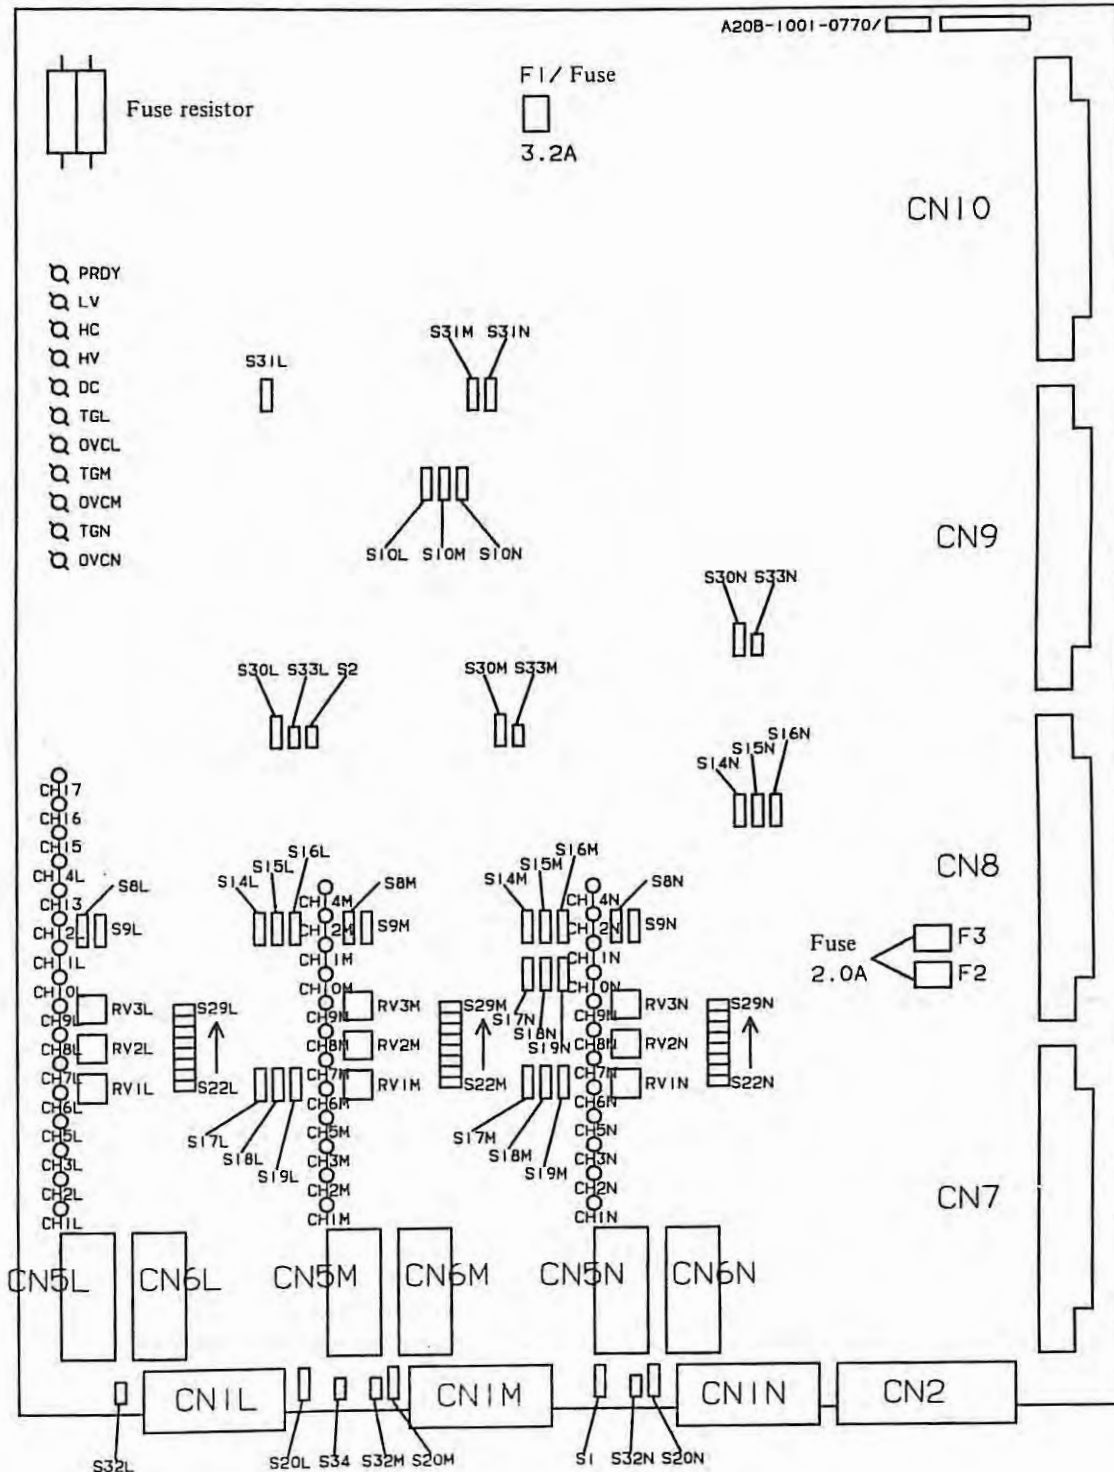 A20B-1001-0770/
F1/ Fuse
3.2A
Fuse resistor
CN10
PRDY
LV
HC
HV
DC
TGL
OVCL
TGM
OVCM
TGN
OVCN
S31L
S31M S31N
S10L S10M S10N
CN9
S30N S33N
S30L S33L S2
S30M S33M
S14N S15N S16N
CN8
Fuse
2.0A
F3
F2
CH17
CH16
CH15
CH14L
CH13
CH12L
CH11L
CH10L
CH9L
CH8L
CH7L
CH6L
CH5L
CH3L
CH2L
CH1L
S8L
S9L
RV3L
RV2L
RV1L
S29L
S22L
S14L S15L S16L
S17L
S18L
S19L
CH14M
CH12M
CH11M
CH10M
CH9M
CH8M
CH7M
CH6M
CH5M
CH3M
CH2M
CH1M
S8M
S9M
RV3M
RV2M
RV1M
S29M
S22M
S14M S15M S16M
S17N
S18N
S19N
S17M
S18M
S19M
CH14N
CH12N
CH11N
CH10N
CH9N
CH8N
CH7N
CH6N
CH5N
CH3N
CH2N
CH1N
S8N
S9N
RV3N
RV2N
RV1N
S29N
S22N
CN7
CN5L CN6L CN5M CN6M CN5N CN6N
CN1L CN1M CN1N CN2
S32L S20L S34 S32M S20M S1 S32N S20N